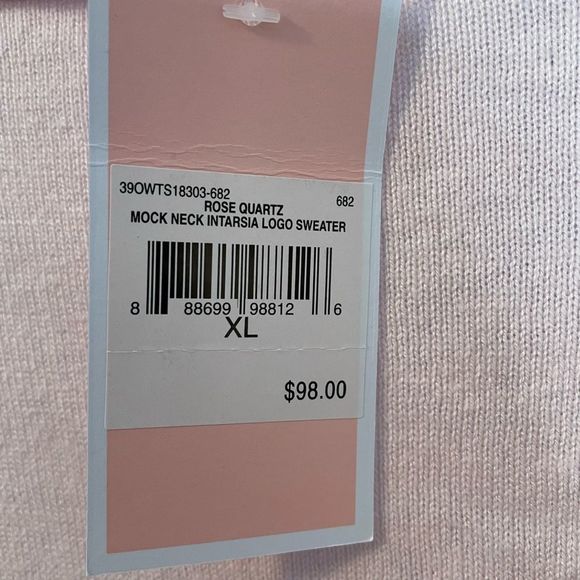 39OWTS18303-682 682
ROSE QUARTZ
MOCK NECK INTARSIA LOGO SWEATER
8 88699 98812 6
XL
$98.00